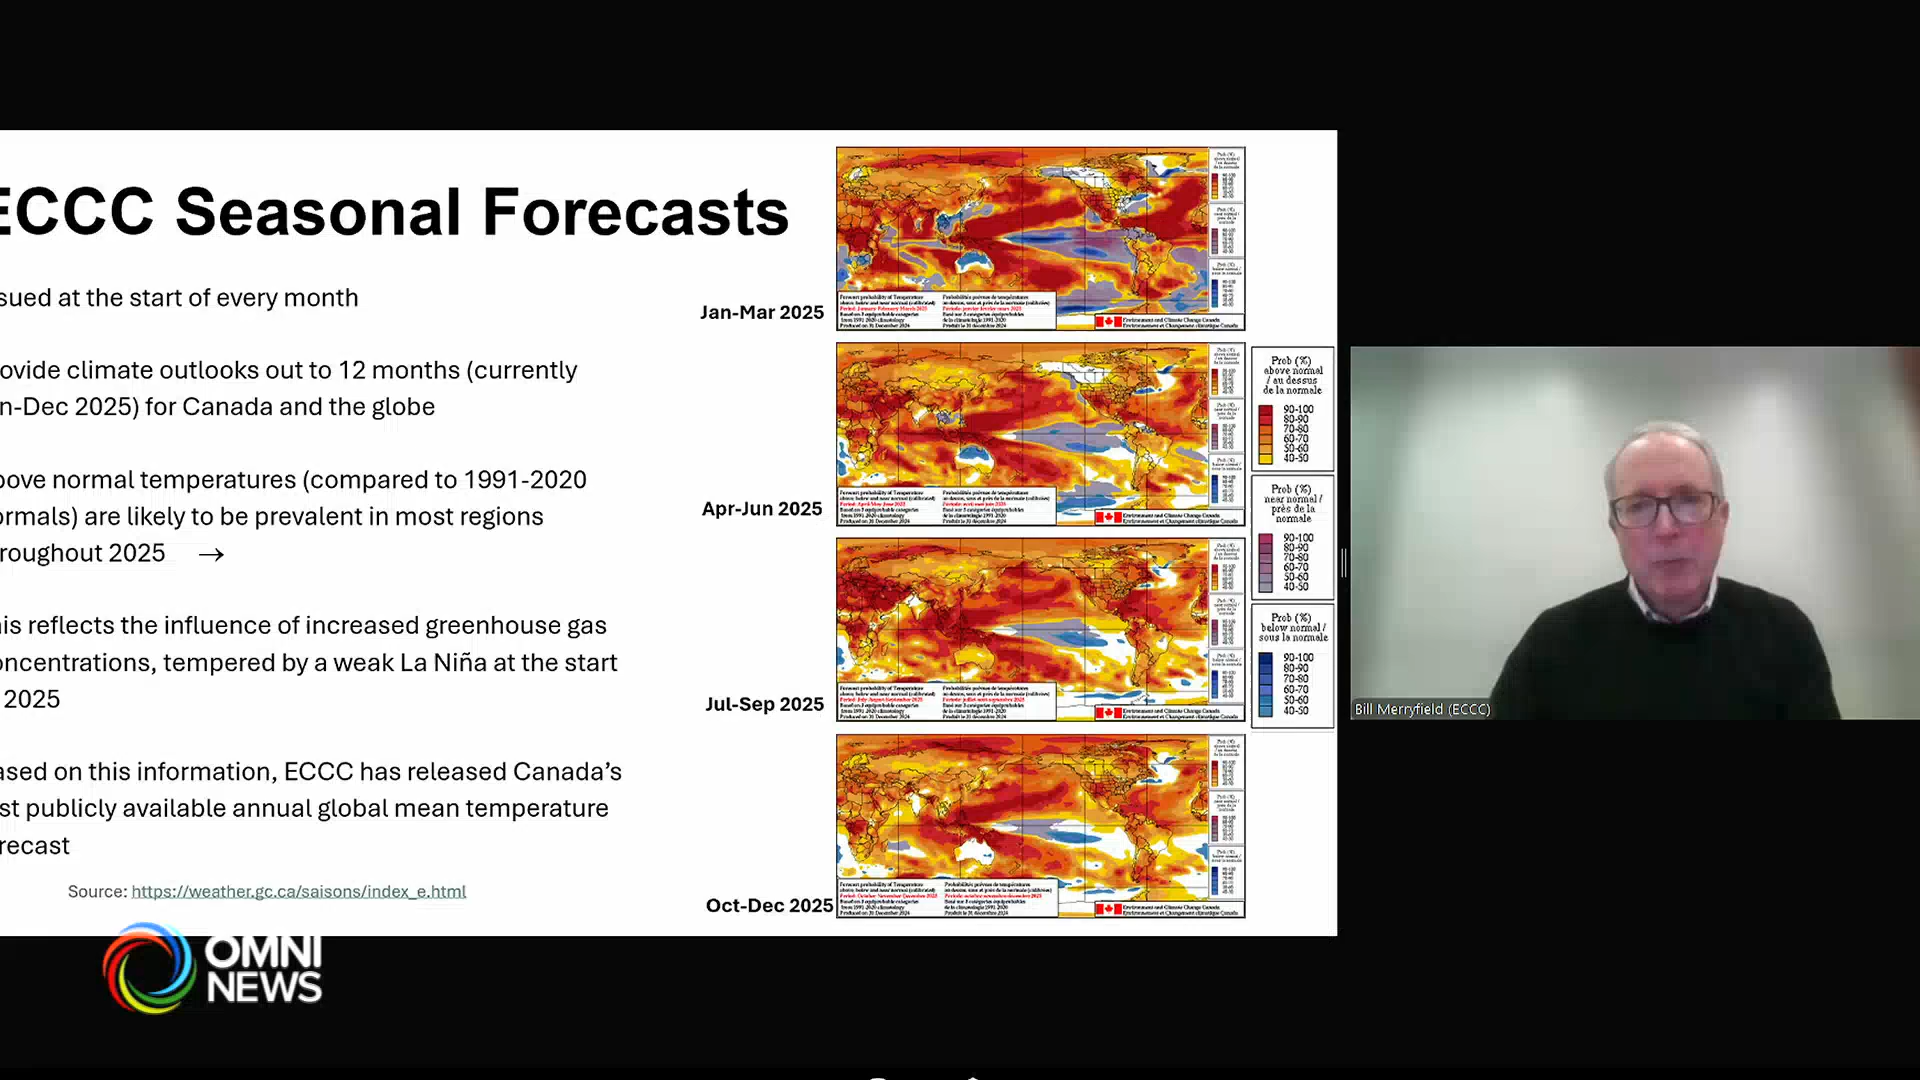 ECCC Seasonal Forecasts
sued at the start of every month
ovide climate outlooks out to 12 months (currently
n-Dec 2025) for Canada and the globe
ove normal temperatures (compared to 1991-2020
ormals) are likely to be prevalent in most regions
roughout 2025 →
is reflects the influence of increased greenhouse gas
oncentrations, tempered by a weak La Niña at the start
2025
ased on this information, ECCC has released Canada’s
st publicly available annual global mean temperature
recast
Source: https://weather.gc.ca/saisons/index_e.html
Jan-Mar 2025
Apr-Jun 2025
Jul-Sep 2025
Oct-Dec 2025
Prob (%)
above normal
/ au dessus
de la normale
90-100
80-90
70-80
60-70
50-60
40-50
Prob (%)
near normal /
près de la
normale
90-100
80-90
70-80
60-70
50-60
40-50
Prob (%)
below normal /
sous la normale
90-100
80-90
70-80
60-70
50-60
40-50
Bill Merryfield (ECCC)
OMNI
NEWS